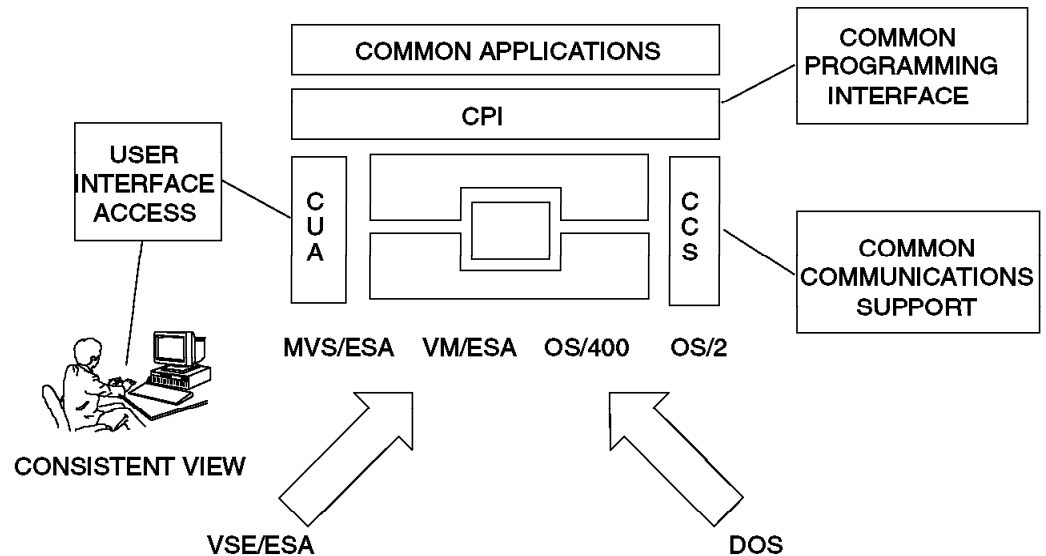 COMMON APPLICATIONS
CPI
COMMON
PROGRAMMING
INTERFACE
USER
INTERFACE
ACCESS
C
U
A
C
C
S
COMMON
COMMUNICATIONS
SUPPORT
MVS/ESA VM/ESA OS/400 OS/2
CONSISTENT VIEW
VSE/ESA
DOS